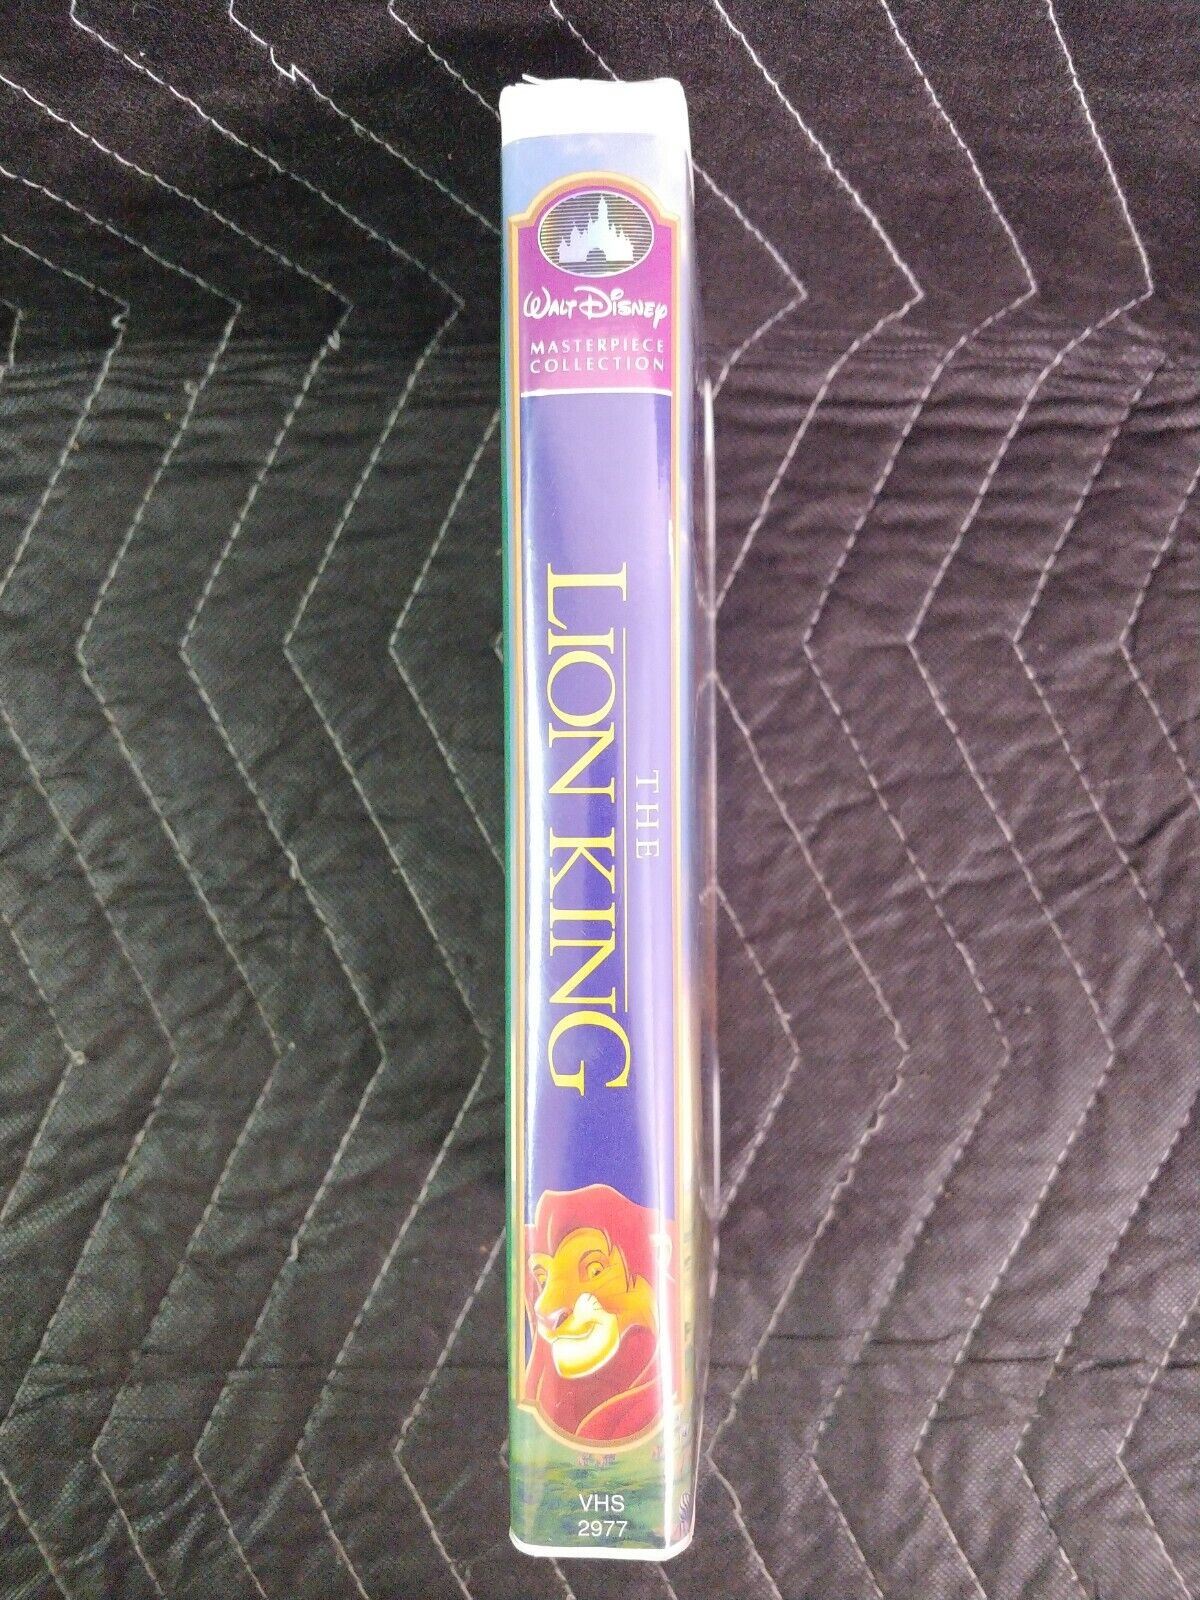 WALT DISNEY
MASTERPIECE
COLLECTION
THE
LION KING
VHS
2977